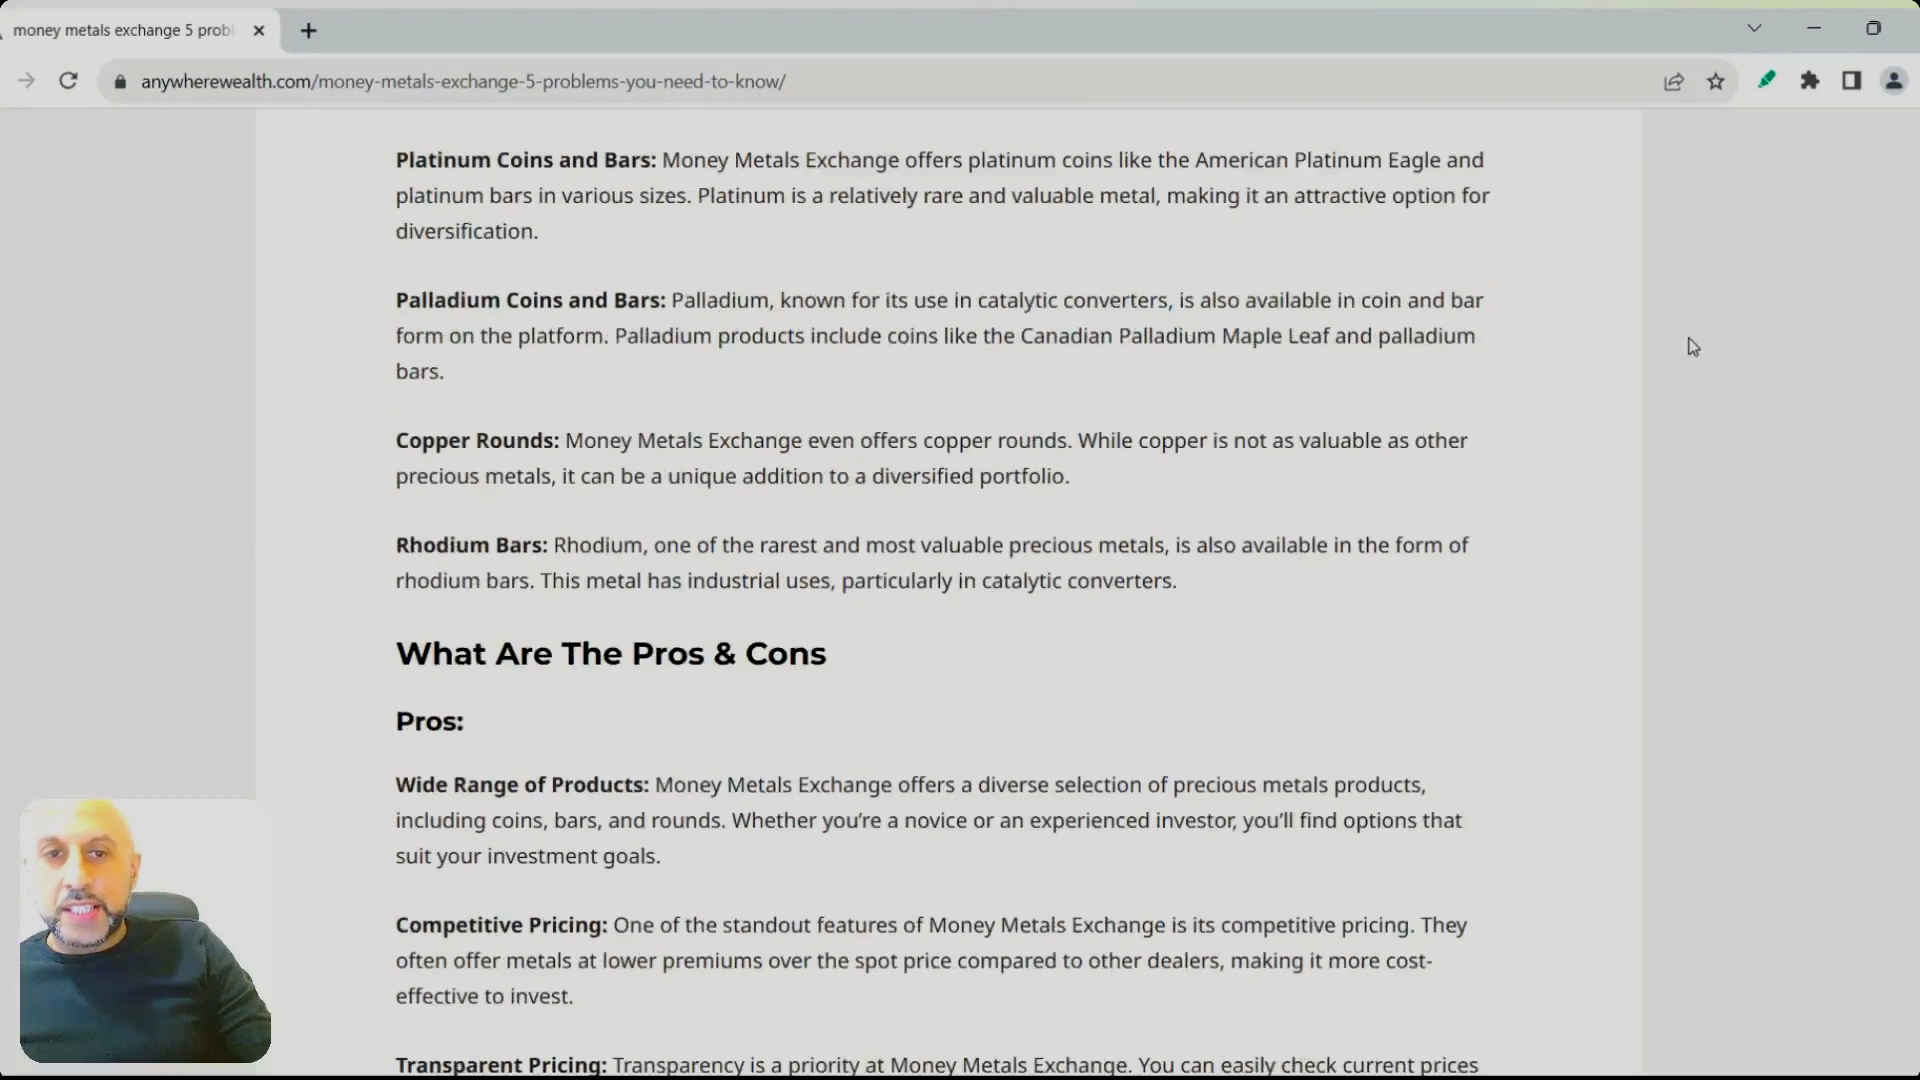 money metals exchange 5 probl
anywherewealth.com/money-metals-exchange-5-problems-you-need-to-know/
Platinum Coins and Bars: Money Metals Exchange offers platinum coins like the American Platinum Eagle and
platinum bars in various sizes. Platinum is a relatively rare and valuable metal, making it an attractive option for
diversification.
Palladium Coins and Bars: Palladium, known for its use in catalytic converters, is also available in coin and bar
form on the platform. Palladium products include coins like the Canadian Palladium Maple Leaf and palladium
bars.
Copper Rounds: Money Metals Exchange even offers copper rounds. While copper is not as valuable as other
precious metals, it can be a unique addition to a diversified portfolio.
Rhodium Bars: Rhodium, one of the rarest and most valuable precious metals, is also available in the form of
rhodium bars. This metal has industrial uses, particularly in catalytic converters.
What Are The Pros & Cons
Pros:
Wide Range of Products: Money Metals Exchange offers a diverse selection of precious metals products,
including coins, bars, and rounds. Whether you’re a novice or an experienced investor, you’ll find options that
suit your investment goals.
Competitive Pricing: One of the standout features of Money Metals Exchange is its competitive pricing. They
often offer metals at lower premiums over the spot price compared to other dealers, making it more cost-
effective to invest.
Transparent Pricing: Transparency is a priority at Money Metals Exchange. You can easily check current prices